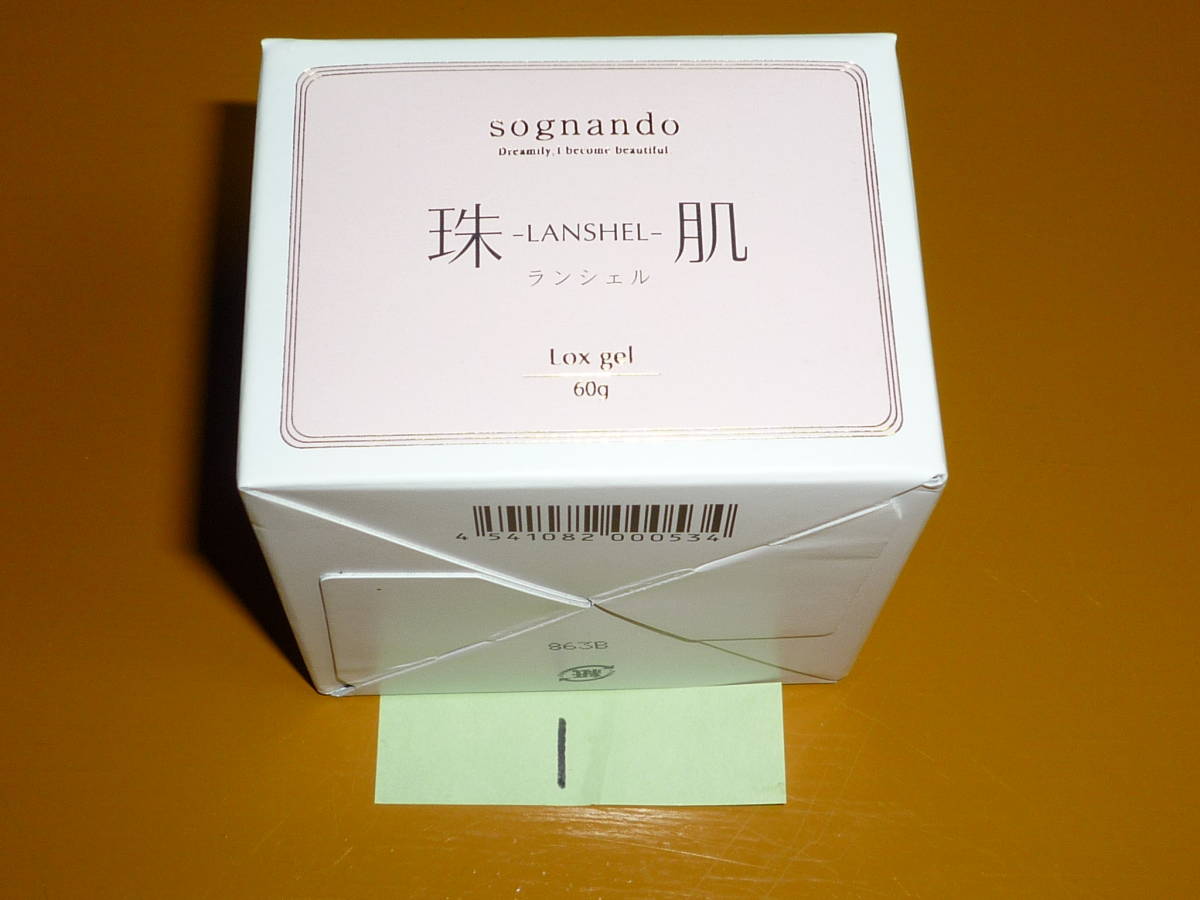 sognando
Dreamily, I become beautiful
珠 -LANSHEL- 肌
ランシェル
Lox gel
60g
4 541082 000534
863B
1